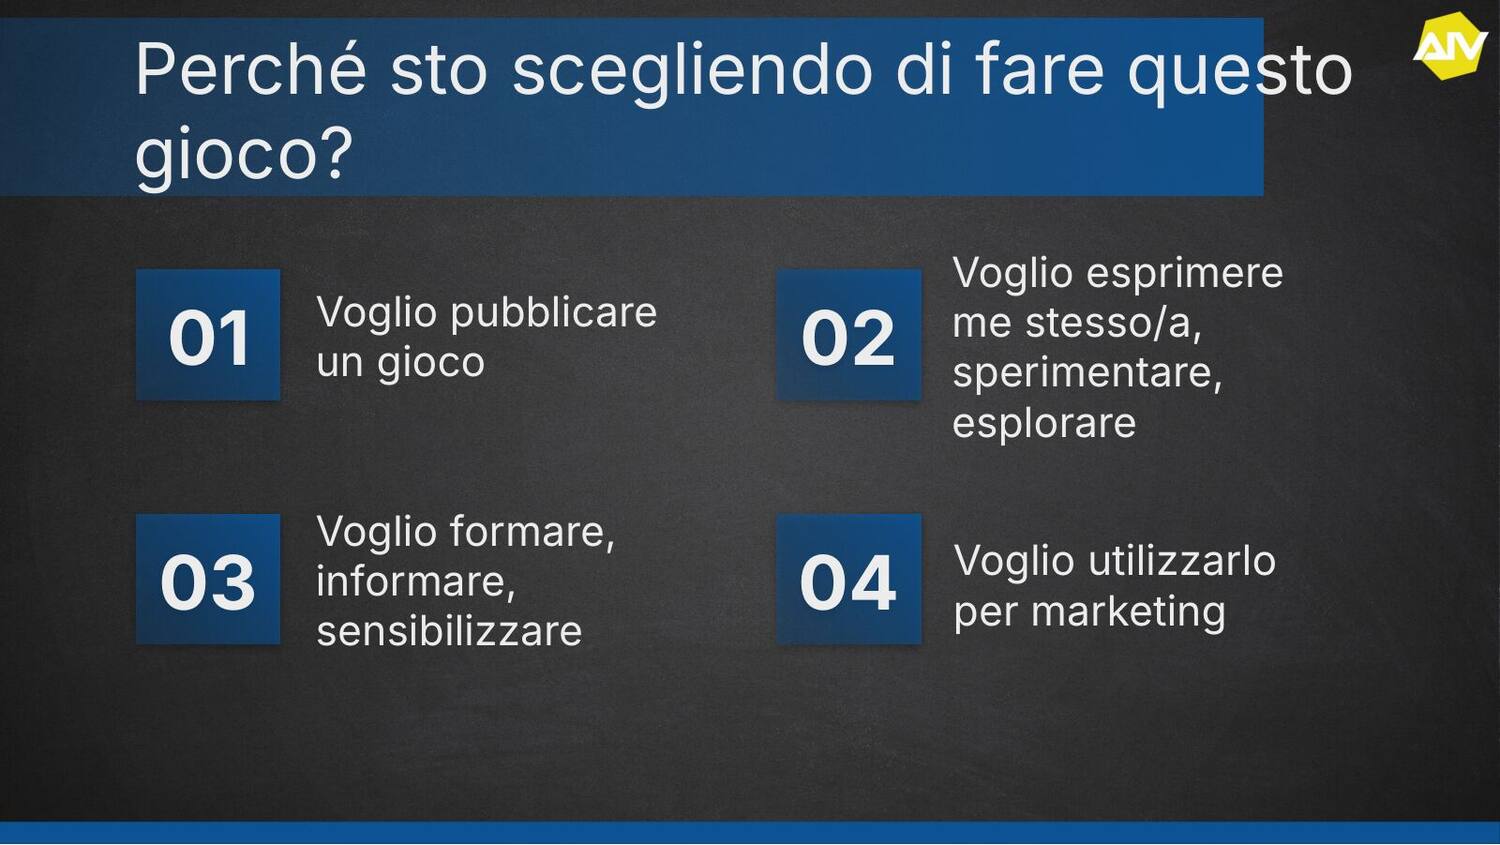 Perché sto scegliendo di fare questo
gioco?
AIV
01
Voglio pubblicare
un gioco
02
Voglio esprimere
me stesso/a,
sperimentare,
esplorare
03
Voglio formare,
informare,
sensibilizzare
04
Voglio utilizzarlo
per marketing